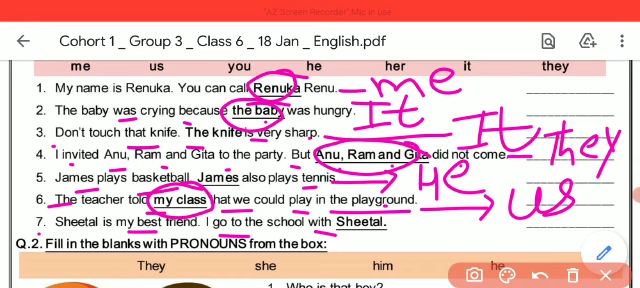 "AZ Screen Recorder", Mic in use
Cohort 1 _ Group 3 _ Class 6 _ 18 Jan _ English.pdf
me us you he her it they
1. My name is Renuka. You can call Renuka Renu. me
2. The baby was crying because the baby was hungry. It
3. Don't touch that knife. The knife is very sharp. It
4. I invited Anu, Ram and Gita to the party. But Anu, Ram and Gita did not come. They
5. James plays basketball. James also plays tennis. He
6. The teacher told my class that we could play in the playground. us
7. Sheetal is my best friend. I go to the school with Sheetal.
Q.2. Fill in the blanks with PRONOUNS from the box:
They she him he
1. Who is that boy?